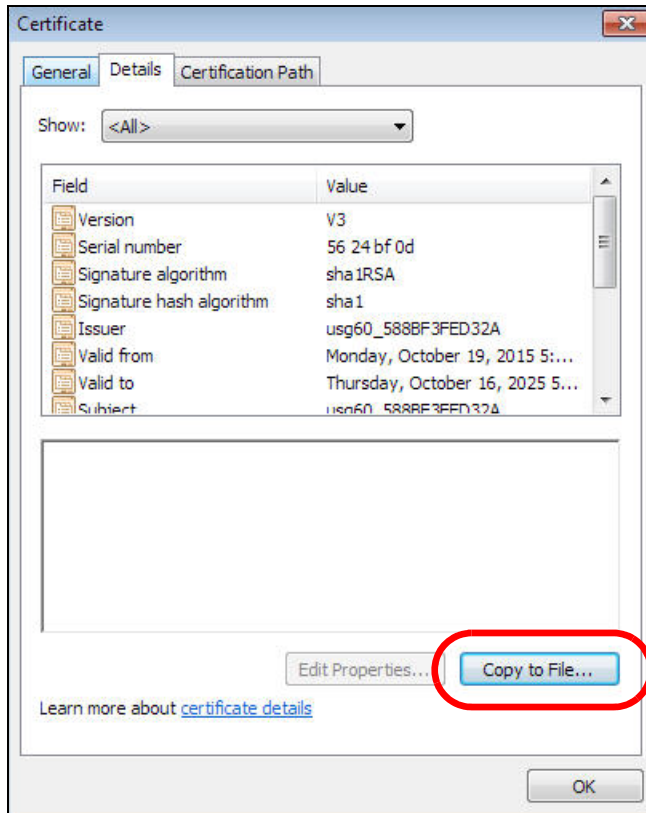 Certificate
General Details Certification Path
Show: <All>
Field Value
Version V3
Serial number 56 24 bf 0d
Signature algorithm sha1RSA
Signature hash algorithm sha1
Issuer usg60_588BF3FED32A
Valid from Monday, October 19, 2015 5:...
Valid to Thursday, October 16, 2025 5...
Subject usg60_588BF3FED32A
Edit Properties... Copy to File...
Learn more about certificate details
OK